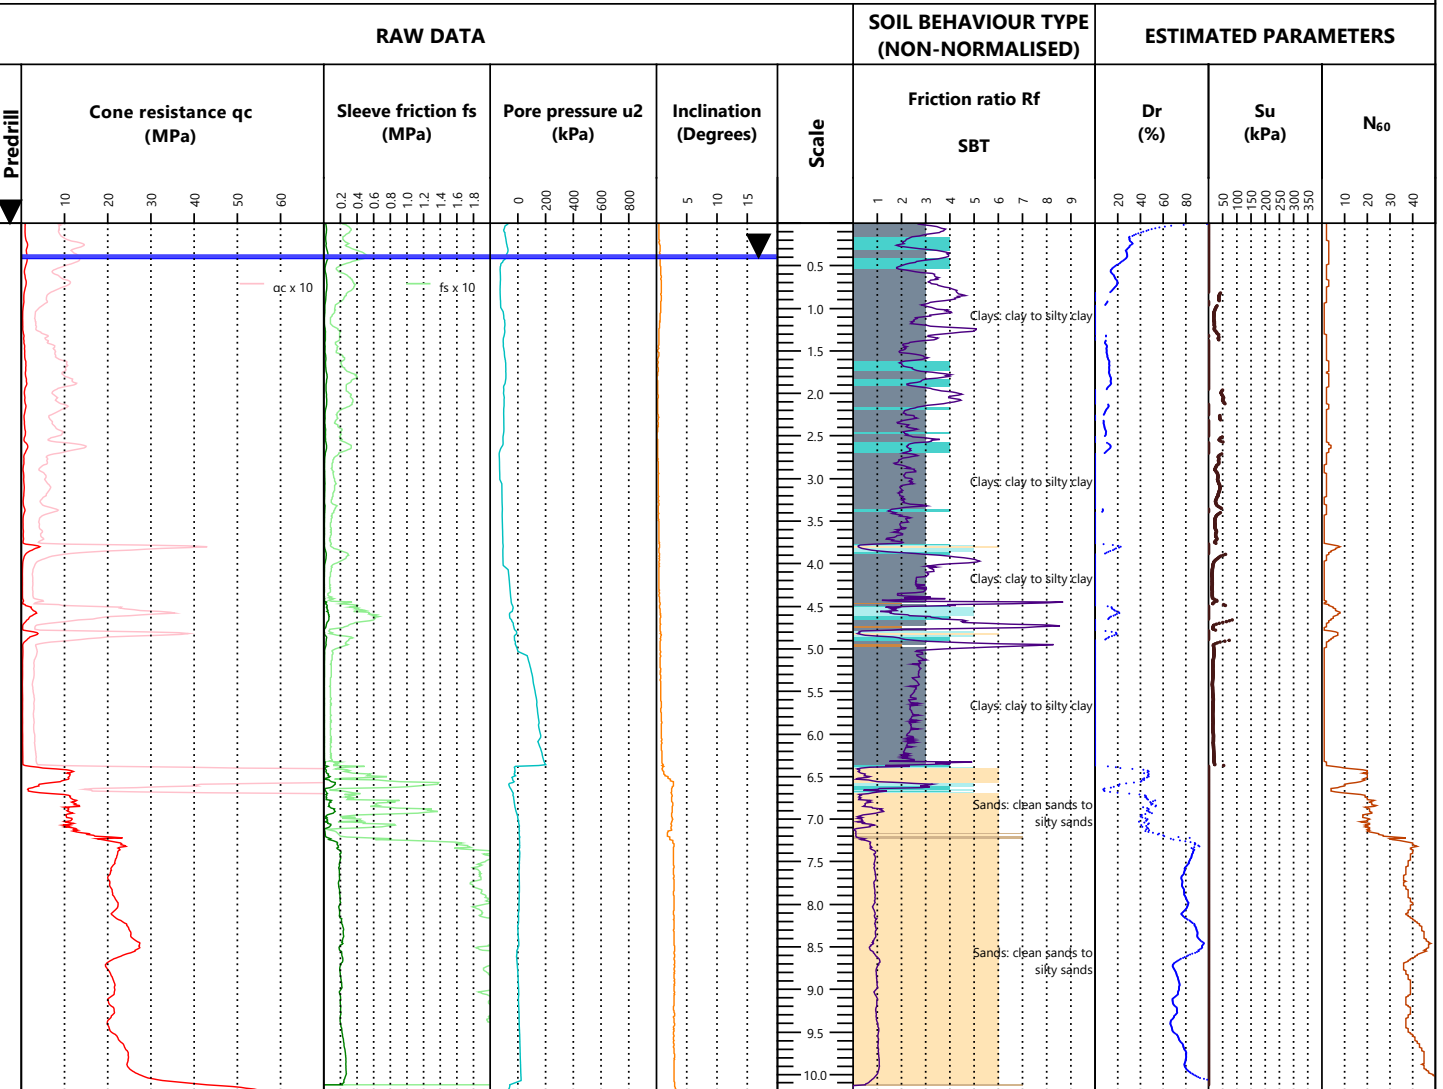 RAW DATA
SOIL BEHAVIOUR TYPE
(NON-NORMALISED)
ESTIMATED PARAMETERS
Predrill
Cone resistance qc
(MPa)
Sleeve friction fs
(MPa)
Pore pressure u2
(kPa)
Inclination
(Degrees)
Scale
Friction ratio Rf
SBT
Dr
(%)
Su
(kPa)
N60
10 20 30 40 50 60
0.2 0.4 0.6 0.8 1.0 1.2 1.4 1.6 1.8
0 200 400 600 800
5 10 15
1 2 3 4 5 6 7 8 9
20 40 60 80
50 100 150 200 250 300 350
10 20 30 40
0.5
qc x 10
fs x 10
1.0
Clays: clay to silty clay
1.5
2.0
2.5
3.0
Clays: clay to silty clay
3.5
4.0
Clays: clay to silty clay
4.5
5.0
5.5
Clays: clay to silty clay
6.0
6.5
Sands: clean sands to
silty sands
7.0
7.5
8.0
8.5
Sands: clean sands to
silty sands
9.0
9.5
10.0